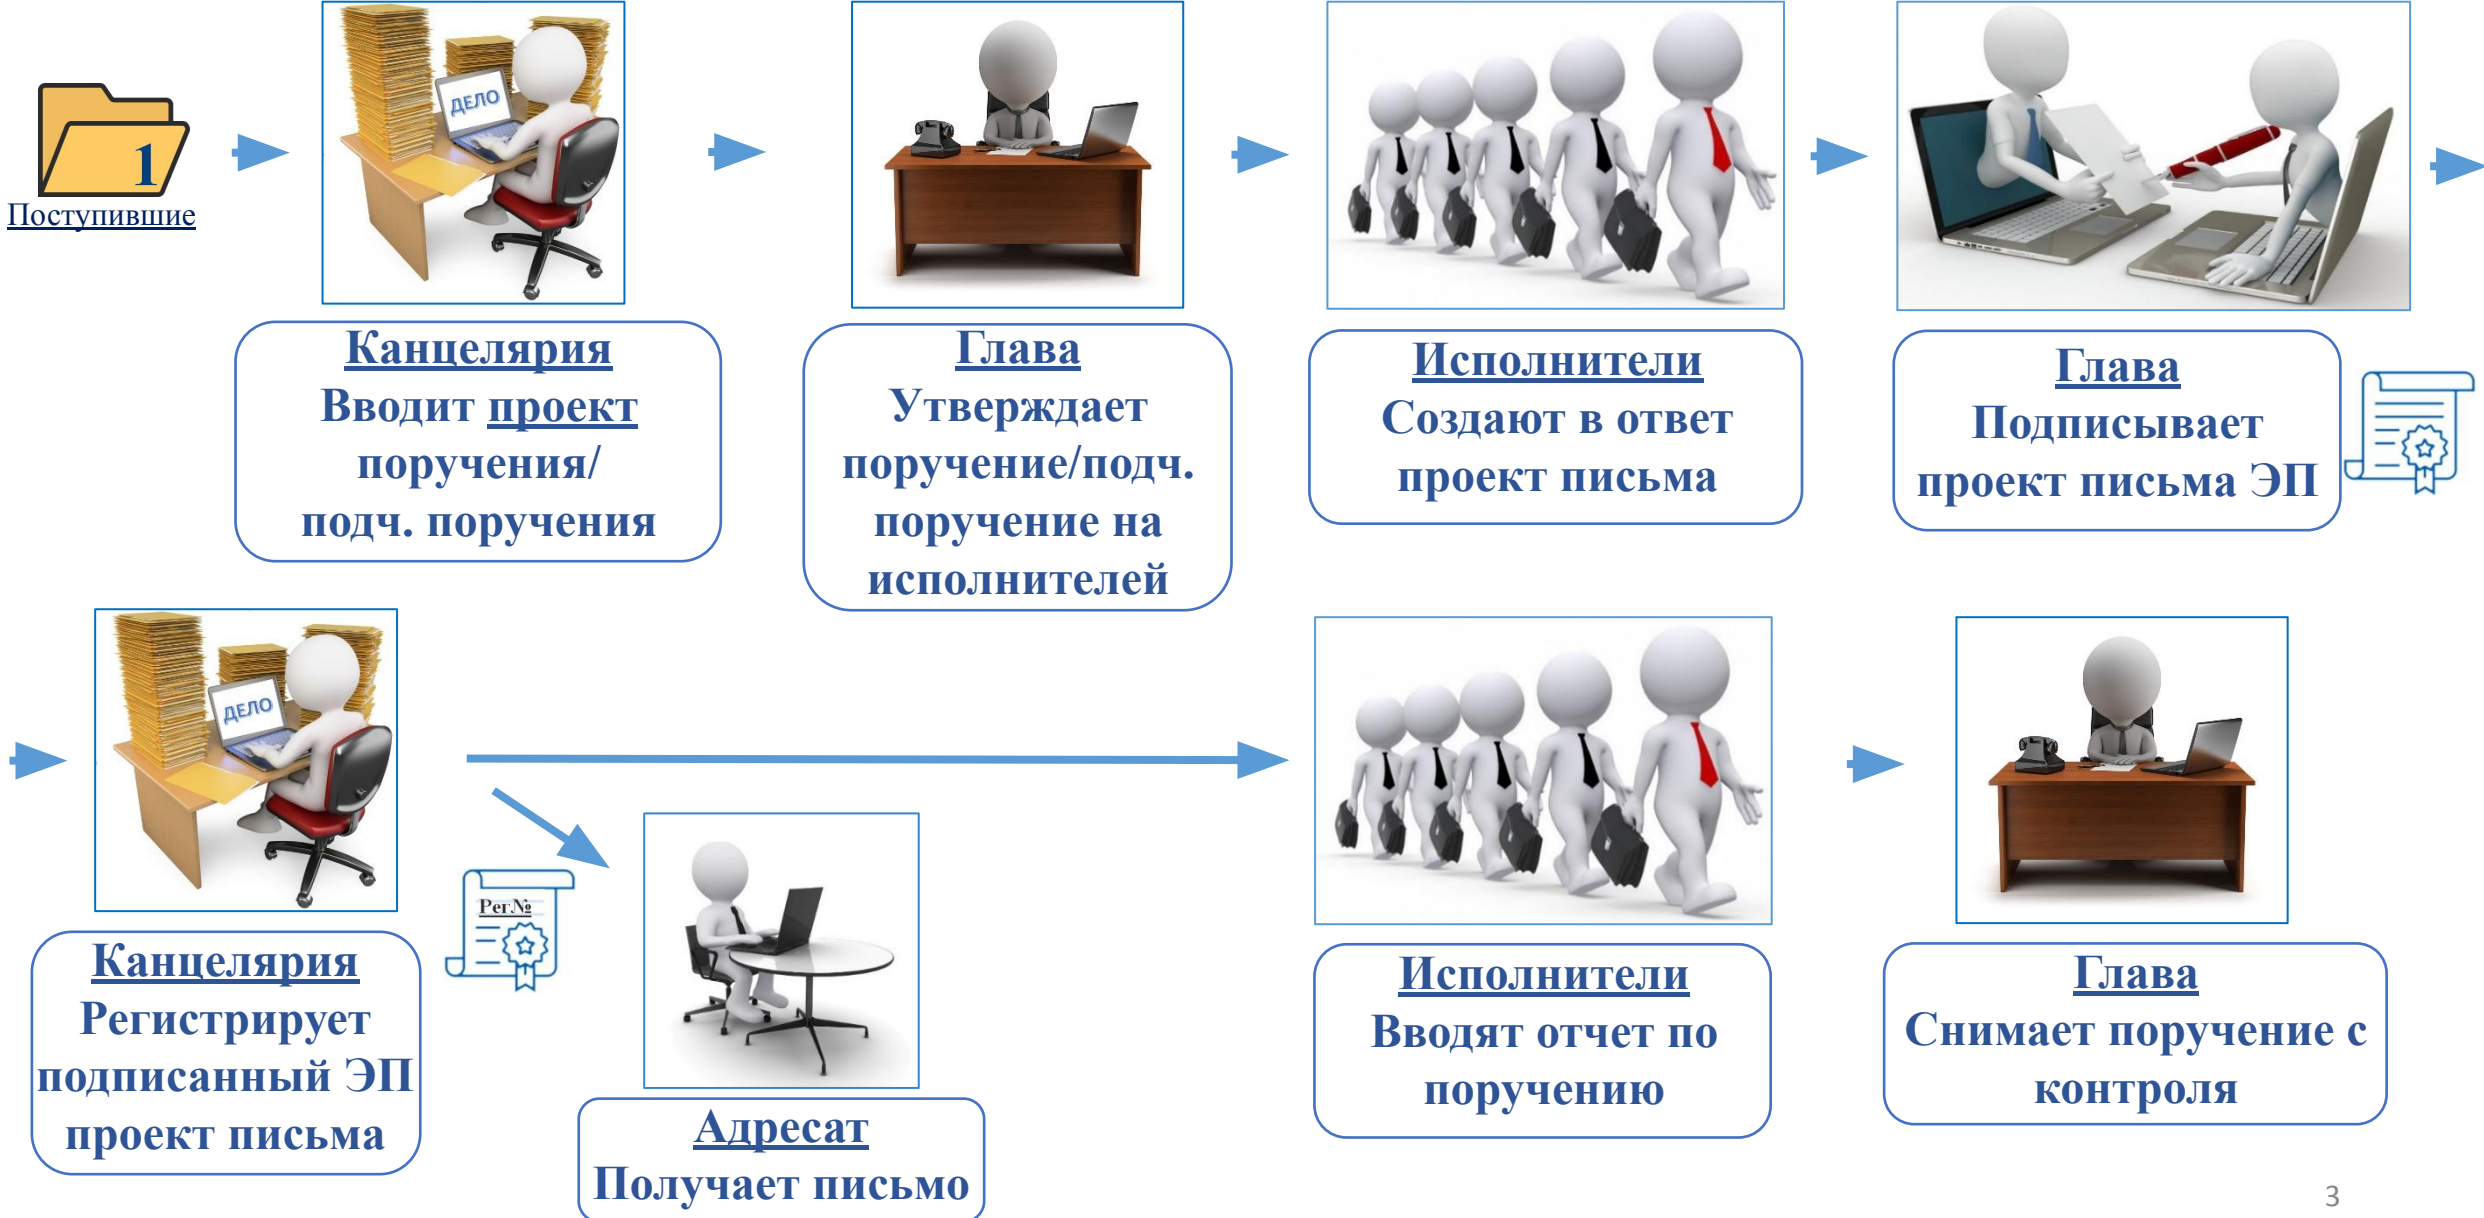 1
Поступившие
ДЕЛО
Канцелярия
Вводит проект
поручения/
подч. поручения
Глава
Утверждает
поручение/подч.
поручение на
исполнителей
Исполнители
Создают в ответ
проект письма
Глава
Подписывает
проект письма ЭП
ДЕЛО
Канцелярия
Регистрирует
подписанный ЭП
проект письма
Рег№
Адресат
Получает письмо
Исполнители
Вводят отчет по
поручению
Глава
Снимает поручение с
контроля
3